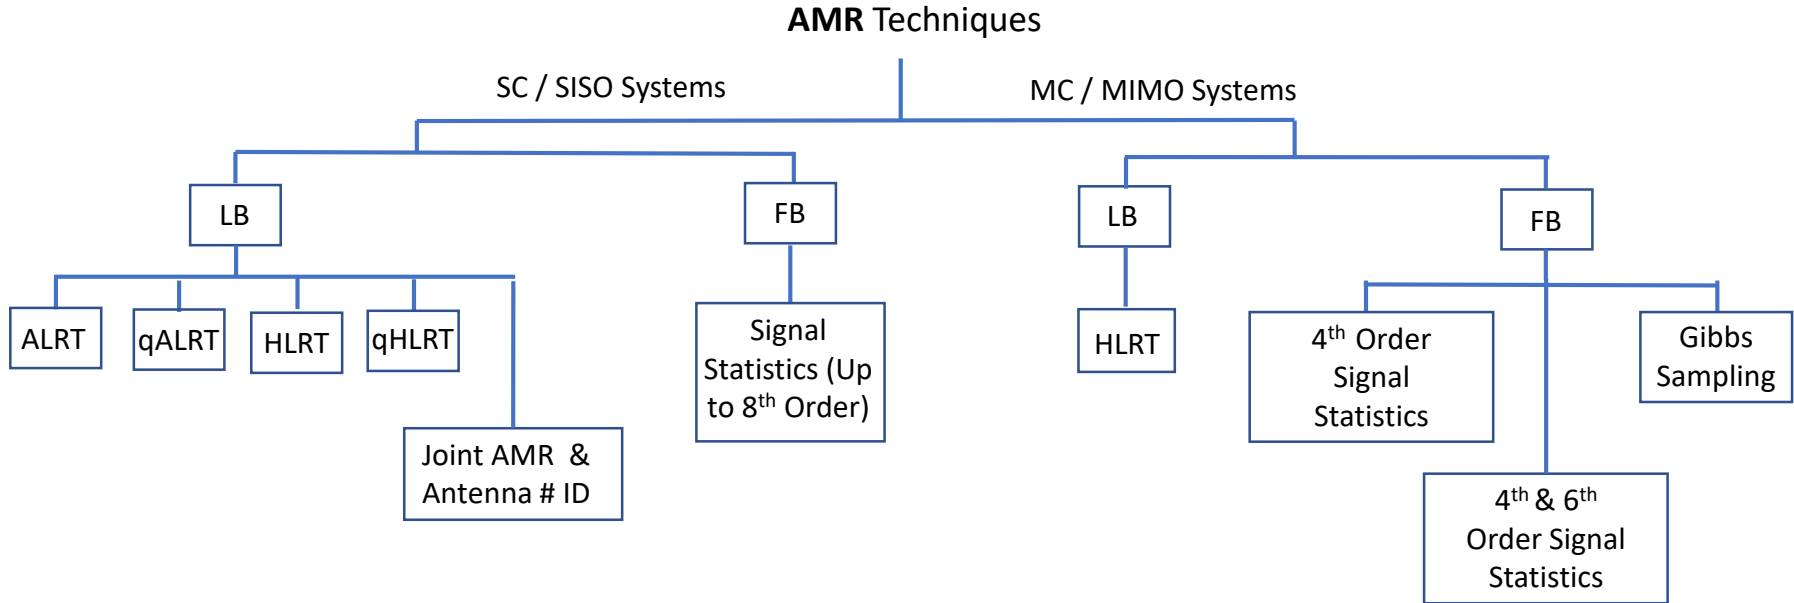 AMR Techniques
SC / SISO Systems
MC / MIMO Systems
LB
FB
LB
FB
ALRT
qALRT
HLRT
qHLRT
Signal
Statistics (Up
to 8th Order)
HLRT
4th Order
Signal
Statistics
Gibbs
Sampling
Joint AMR &
Antenna # ID
4th & 6th
Order Signal
Statistics